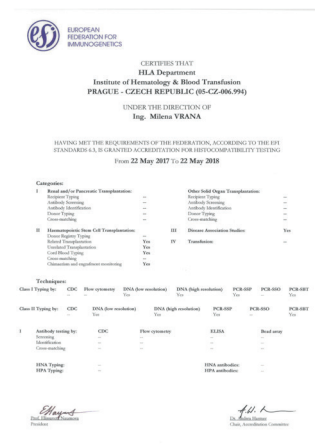 efi
EUROPEAN
FEDERATION FOR
IMMUNOGENETICS
CERTIFIES THAT
HLA Department
Institute of Hematology & Blood Transfusion
PRAGUE - CZECH REPUBLIC (05-CZ-006.994)
UNDER THE DIRECTION OF
Ing. Milena VRANA
HAVING MET THE REQUIREMENTS OF THE FEDERATION, ACCORDING TO THE EFI
STANDARDS 6.3, IS GRANTED ACCREDITATION FOR HISTOCOMPATIBILITY TESTING
From 22 May 2017 To 22 May 2018
Categories:
I Renal and/or Pancreatic Transplantation: Other Solid Organ Transplantation:
Recipient Typing -- Recipient Typing --
Antibody Screening -- Antibody Screening --
Antibody Identification -- Antibody Identification --
Donor Typing -- Donor Typing --
Cross-matching -- Cross-matching --
II Haematopoietic Stem Cell Transplantation: III Disease Association Studies: Yes
Donor Registry Typing --
Related Transplantation Yes IV Transfusion: --
Unrelated Transplantation Yes
Cord Blood Typing Yes
Cross-matching --
Chimaerism and engraftment monitoring Yes
Techniques:
Class I Typing by: CDC Flow cytometry DNA (low resolution) DNA (high resolution) PCR-SSP PCR-SSO PCR-SBT
-- -- Yes Yes Yes -- Yes
Class II Typing by: CDC DNA (low resolution) DNA (high resolution) PCR-SSP PCR-SSO PCR-SBT
-- Yes Yes Yes -- Yes
I Antibody testing by: CDC Flow cytometry ELISA Bead array
Screening -- -- -- --
Identification -- -- -- --
Cross-matching -- -- -- --
HNA Typing: -- HNA antibodies: --
HPA Typing: -- HPA antibodies: --
Prof.
Dr. Andrea Harmer
Chair, Accreditation Committee